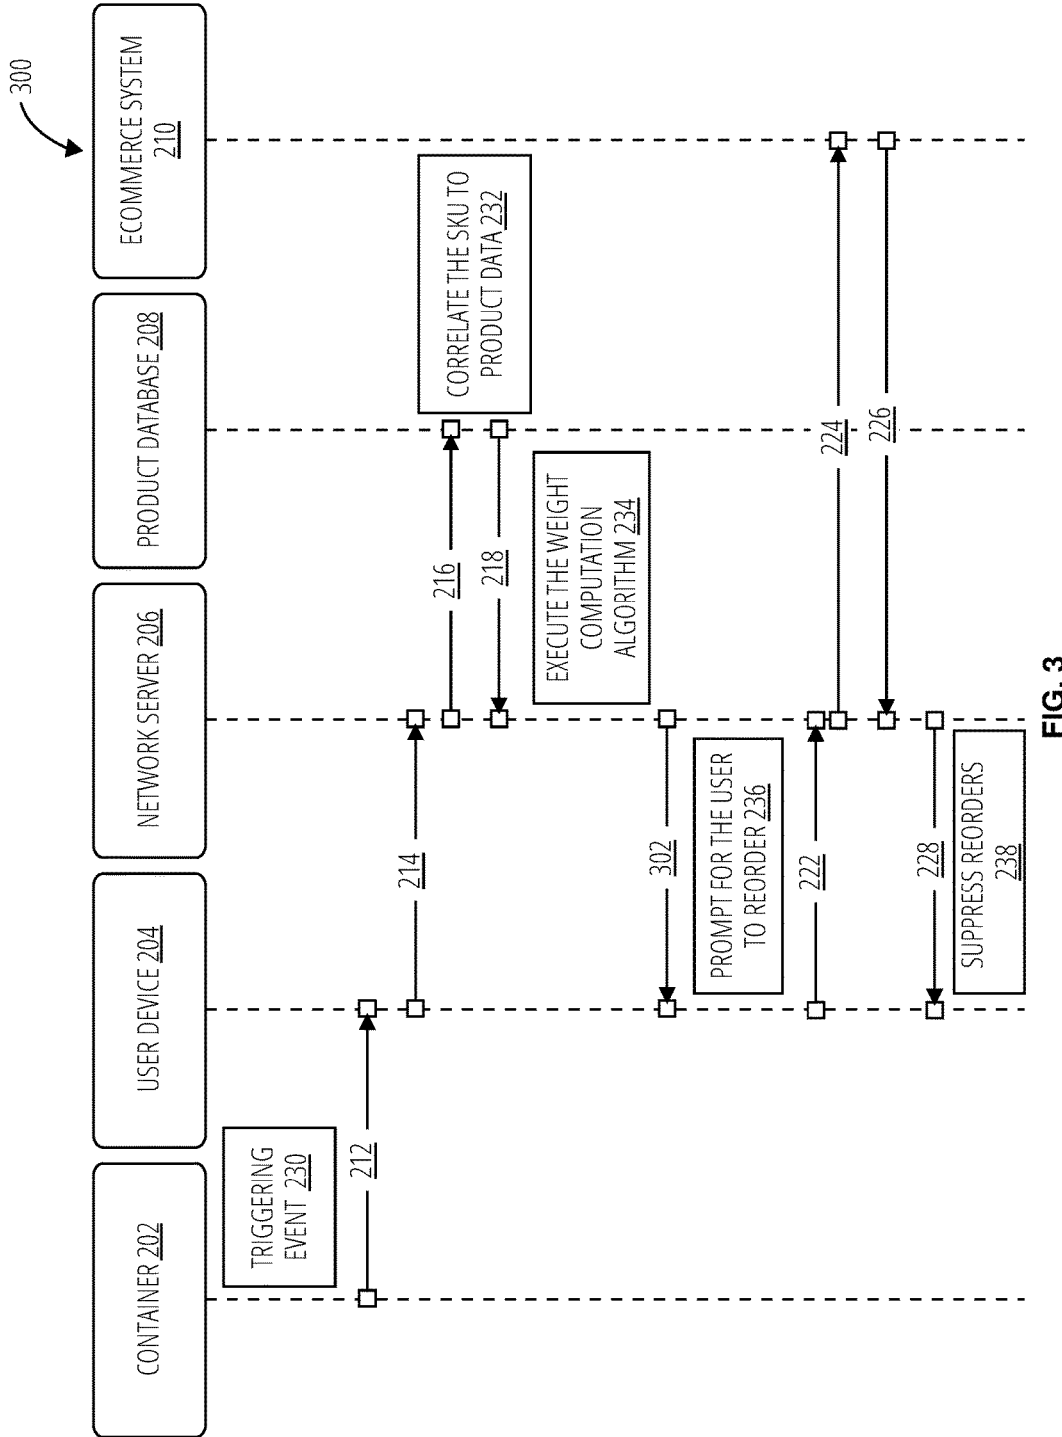 300
CONTAINER 202
USER DEVICE 204
NETWORK SERVER 206
PRODUCT DATABASE 208
ECOMMERCE SYSTEM
210
TRIGGERING
EVENT 230
212
214
216
CORRELATE THE SKU TO
PRODUCT DATA 232
218
EXECUTE THE WEIGHT
COMPUTATION
ALGORITHM 234
302
PROMPT FOR THE USER
TO REORDER 236
222
224
226
228
SUPPRESS REORDERS
238
FIG. 3